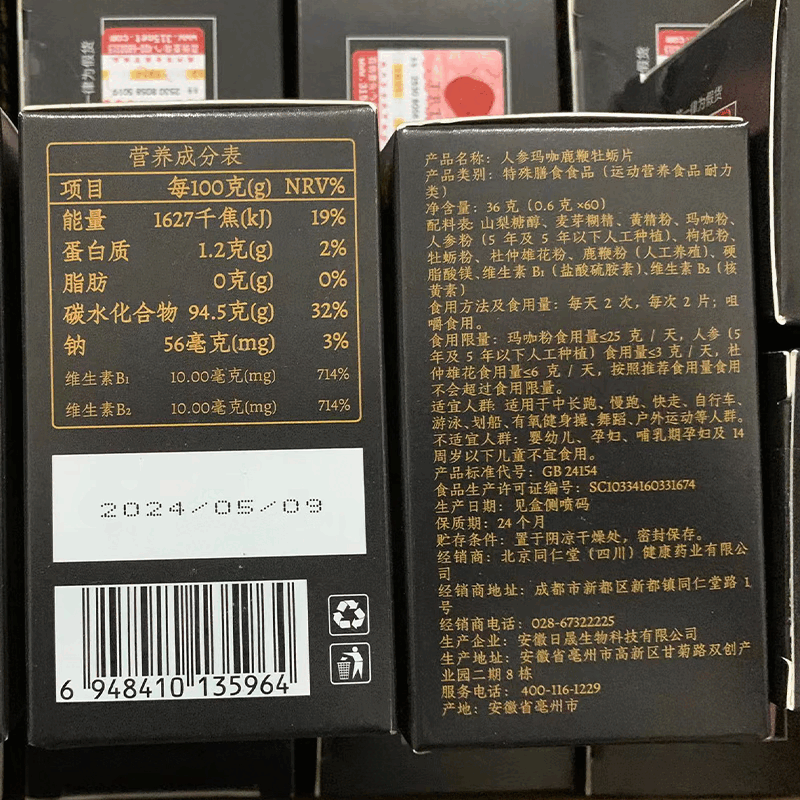 www.315net.com
2530 8058 5019
一律为假货
2530 8058
一律为假货
营养成分表
项目 每100克(g) NRV%
能量 1627千焦(kJ) 19%
蛋白质 1.2克(g) 2%
脂肪 0克(g) 0%
碳水化合物 94.5克(g) 32%
钠 56毫克(mg) 3%
维生素B₁ 10.00毫克(mg) 714%
维生素B₂ 10.00毫克(mg) 714%
2024/05/09
6 948410 135964
产品名称：人参玛咖鹿鞭牡蛎片
产品类别：特殊膳食食品（运动营养食品 耐力
类）
净含量：36 克（0.6 克 ×60）
配料表：山梨糖醇、麦芽糊精、黄精粉、玛咖粉、
人参粉（5 年及 5 年以下人工种植）、枸杞粉、
牡蛎粉、杜仲雄花粉、鹿鞭粉（人工养殖）、硬
脂酸镁、维生素 B₁（盐酸硫胺素）、维生素 B₂（核
黄素）
食用方法及食用量：每天 2 次，每次 2 片；咀
嚼食用。
食用限量：玛咖粉食用量≤25 克 / 天，人参（5
年及 5 年以下人工种植）食用量≤3 克 / 天，杜
仲雄花食用量≤6 克 / 天，按照推荐食用量食用
不会超过食用限量。
适宜人群：适用于中长跑、慢跑、快走、自行车、
游泳、划船、有氧健身操、舞蹈、户外运动等人群。
不适宜人群：婴幼儿、孕妇、哺乳期孕妇及 14
周岁以下儿童不宜食用。
产品标准代号：GB 24154
食品生产许可证编号：SC10334160331674
生产日期：见盒侧喷码
保质期：24 个月
贮存条件：置于阴凉干燥处，密封保存。
经销商：北京同仁堂（四川）健康药业有限公
司
经销商地址：成都市新都区新都镇同仁堂路 1
号
经销商电话：028-67322225
生产企业：安徽日晟生物科技有限公司
生产地址：安徽省亳州市高新区甘菊路双创产
业园二期 8 栋
服务电话：400-116-1229
产地：安徽省亳州市